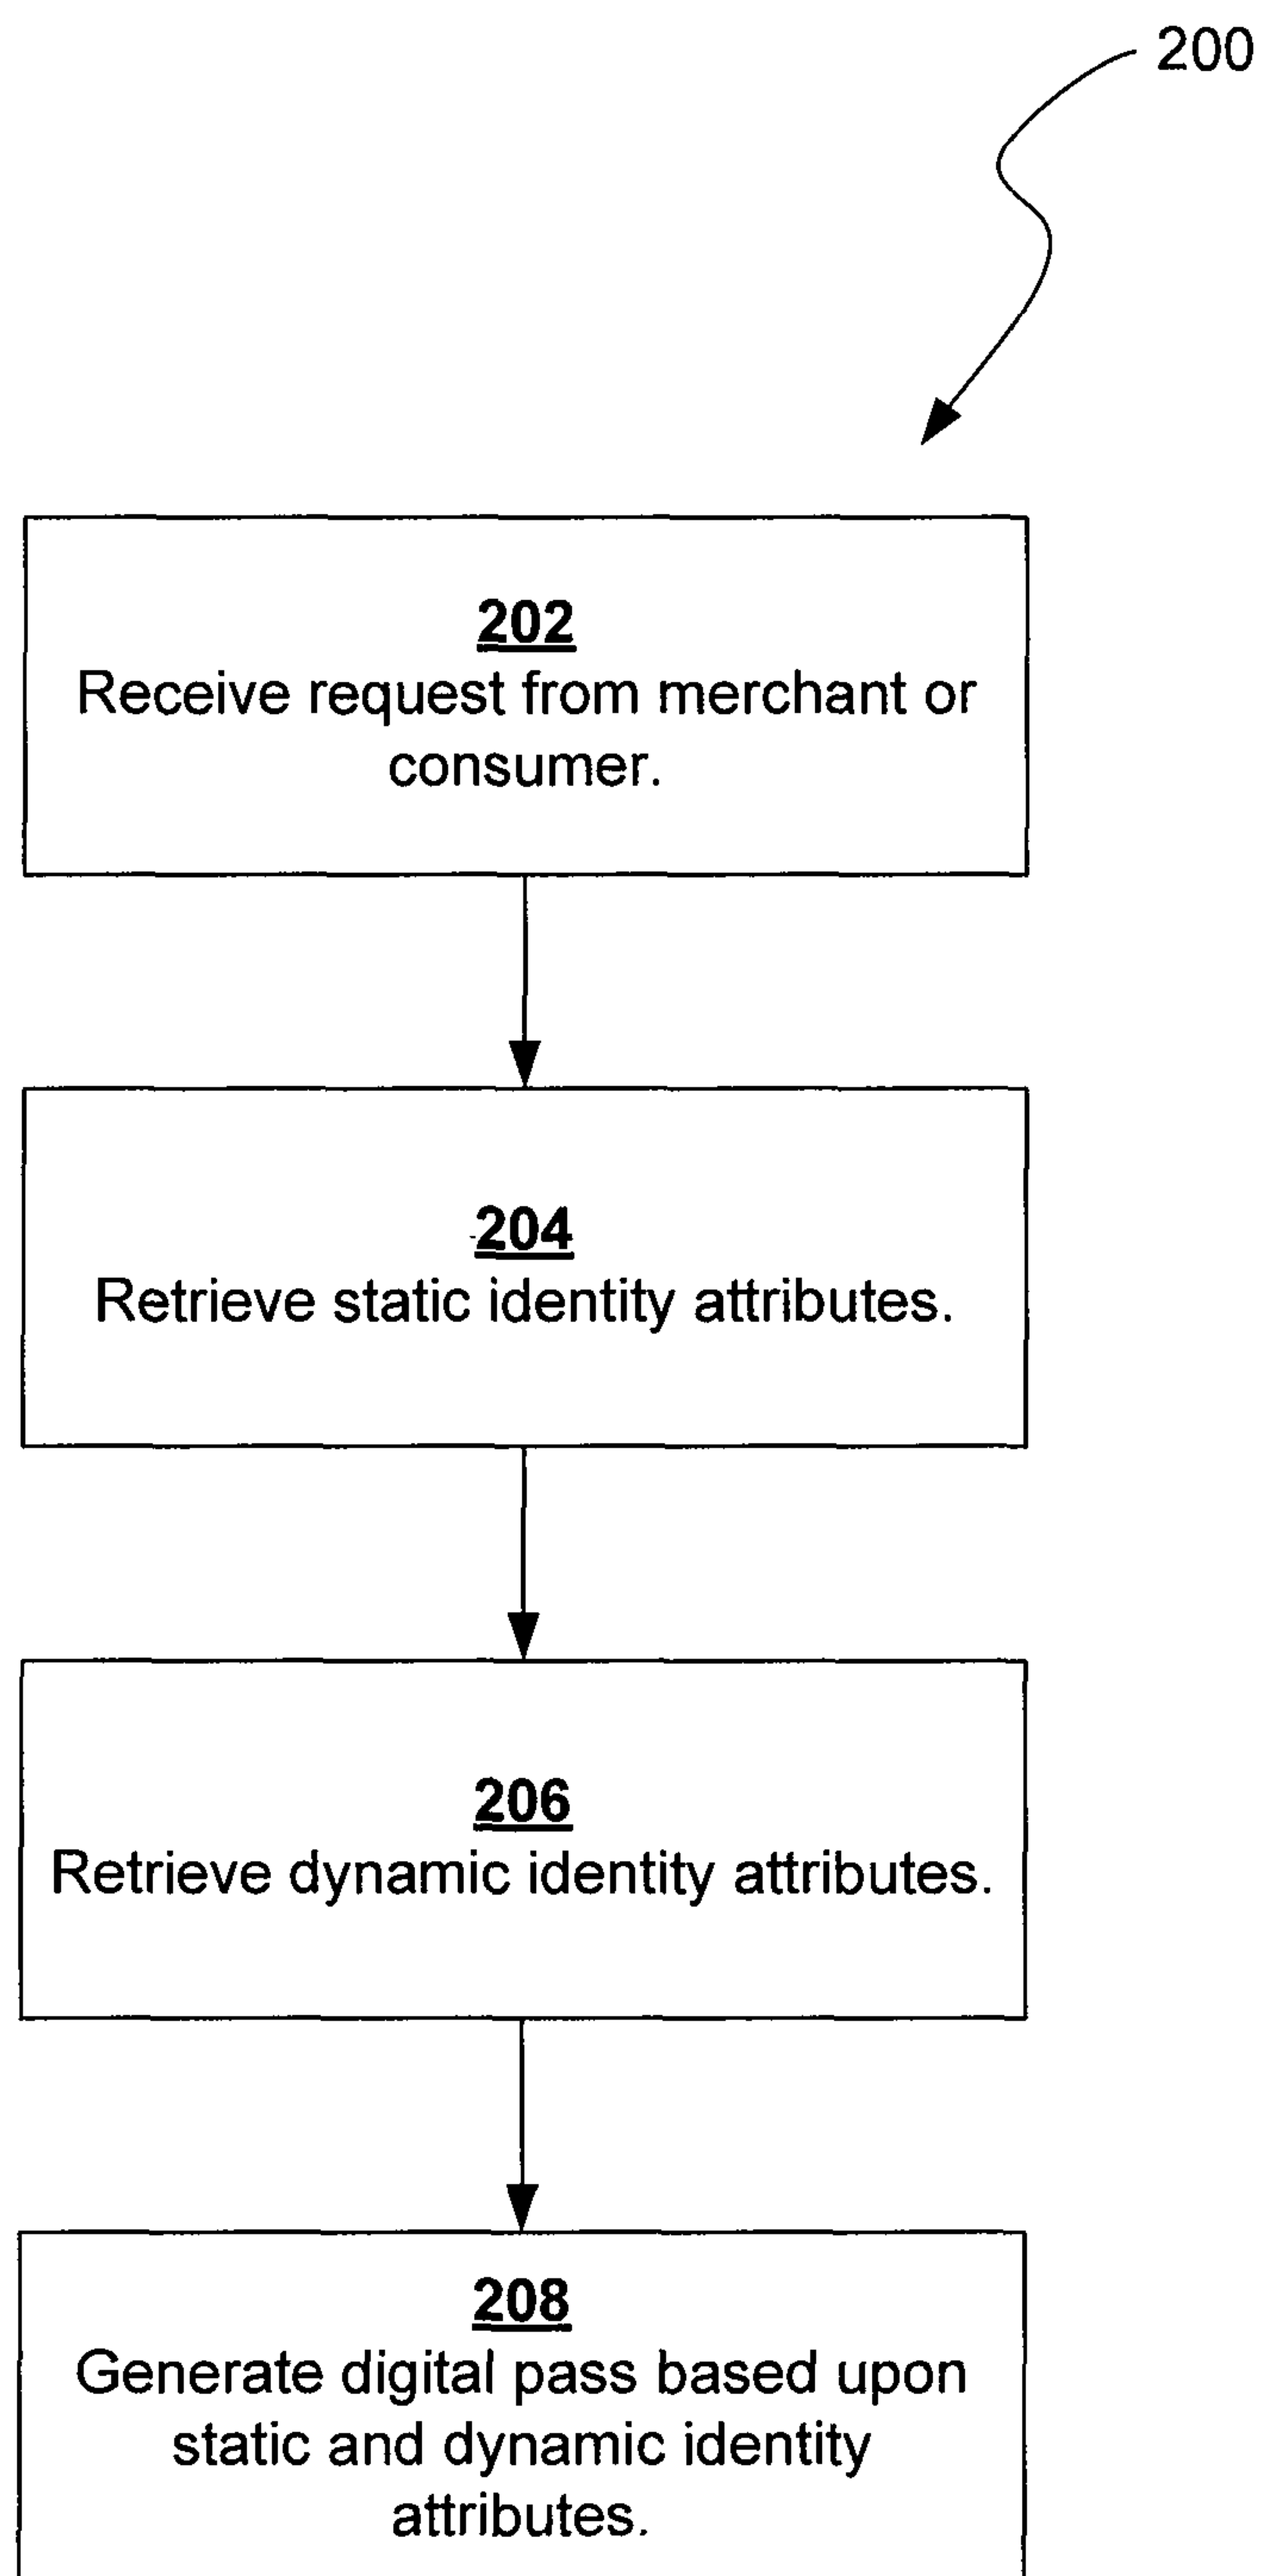 200
202
Receive request from merchant or
consumer.
204
Retrieve static identity attributes.
206
Retrieve dynamic identity attributes.
208
Generate digital pass based upon
static and dynamic identity
attributes.